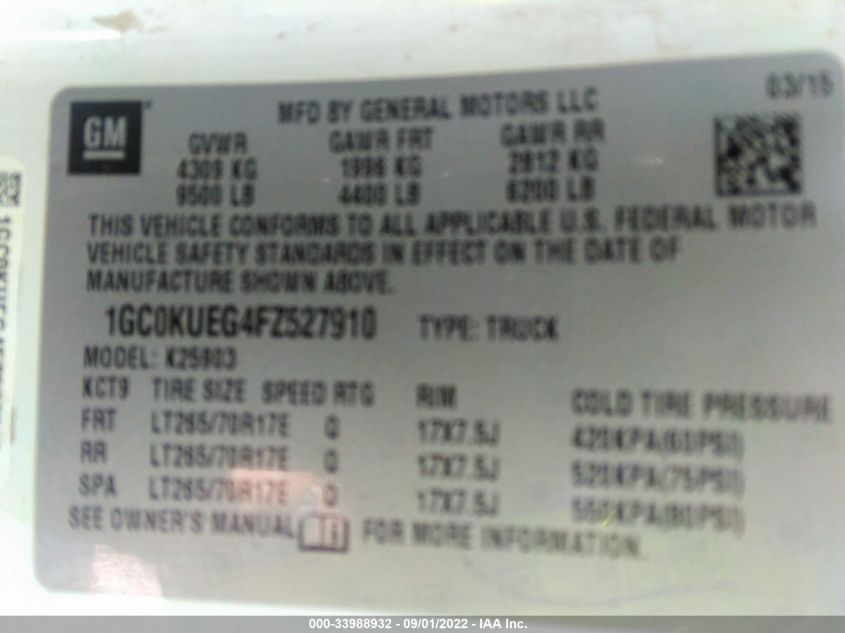 03/15
GM
MFD BY GENERAL MOTORS LLC
GVWR GAWR FRT GAWR RR
4309 KG 1996 KG 2812 KG
9500 LB 4400 LB 6200 LB
THIS VEHICLE CONFORMS TO ALL APPLICABLE U.S. FEDERAL MOTOR
VEHICLE SAFETY STANDARDS IN EFFECT ON THE DATE OF
MANUFACTURE SHOWN ABOVE.
1GC0KUEG4FZ527910 TYPE: TRUCK
MODEL: K25903
KCT9 TIRE SIZE SPEED RTG RIM COLD TIRE PRESSURE
FRT LT265/70R17E Q 17X7.5J 420KPA(60PSI)
RR LT265/70R17E Q 17X7.5J 520KPA(75PSI)
SPA LT265/70R17E Q 17X7.5J 550KPA(80PSI)
SEE OWNER'S MANUAL FOR MORE INFORMATION.
000-33988932 - 09/01/2022 - IAA Inc.